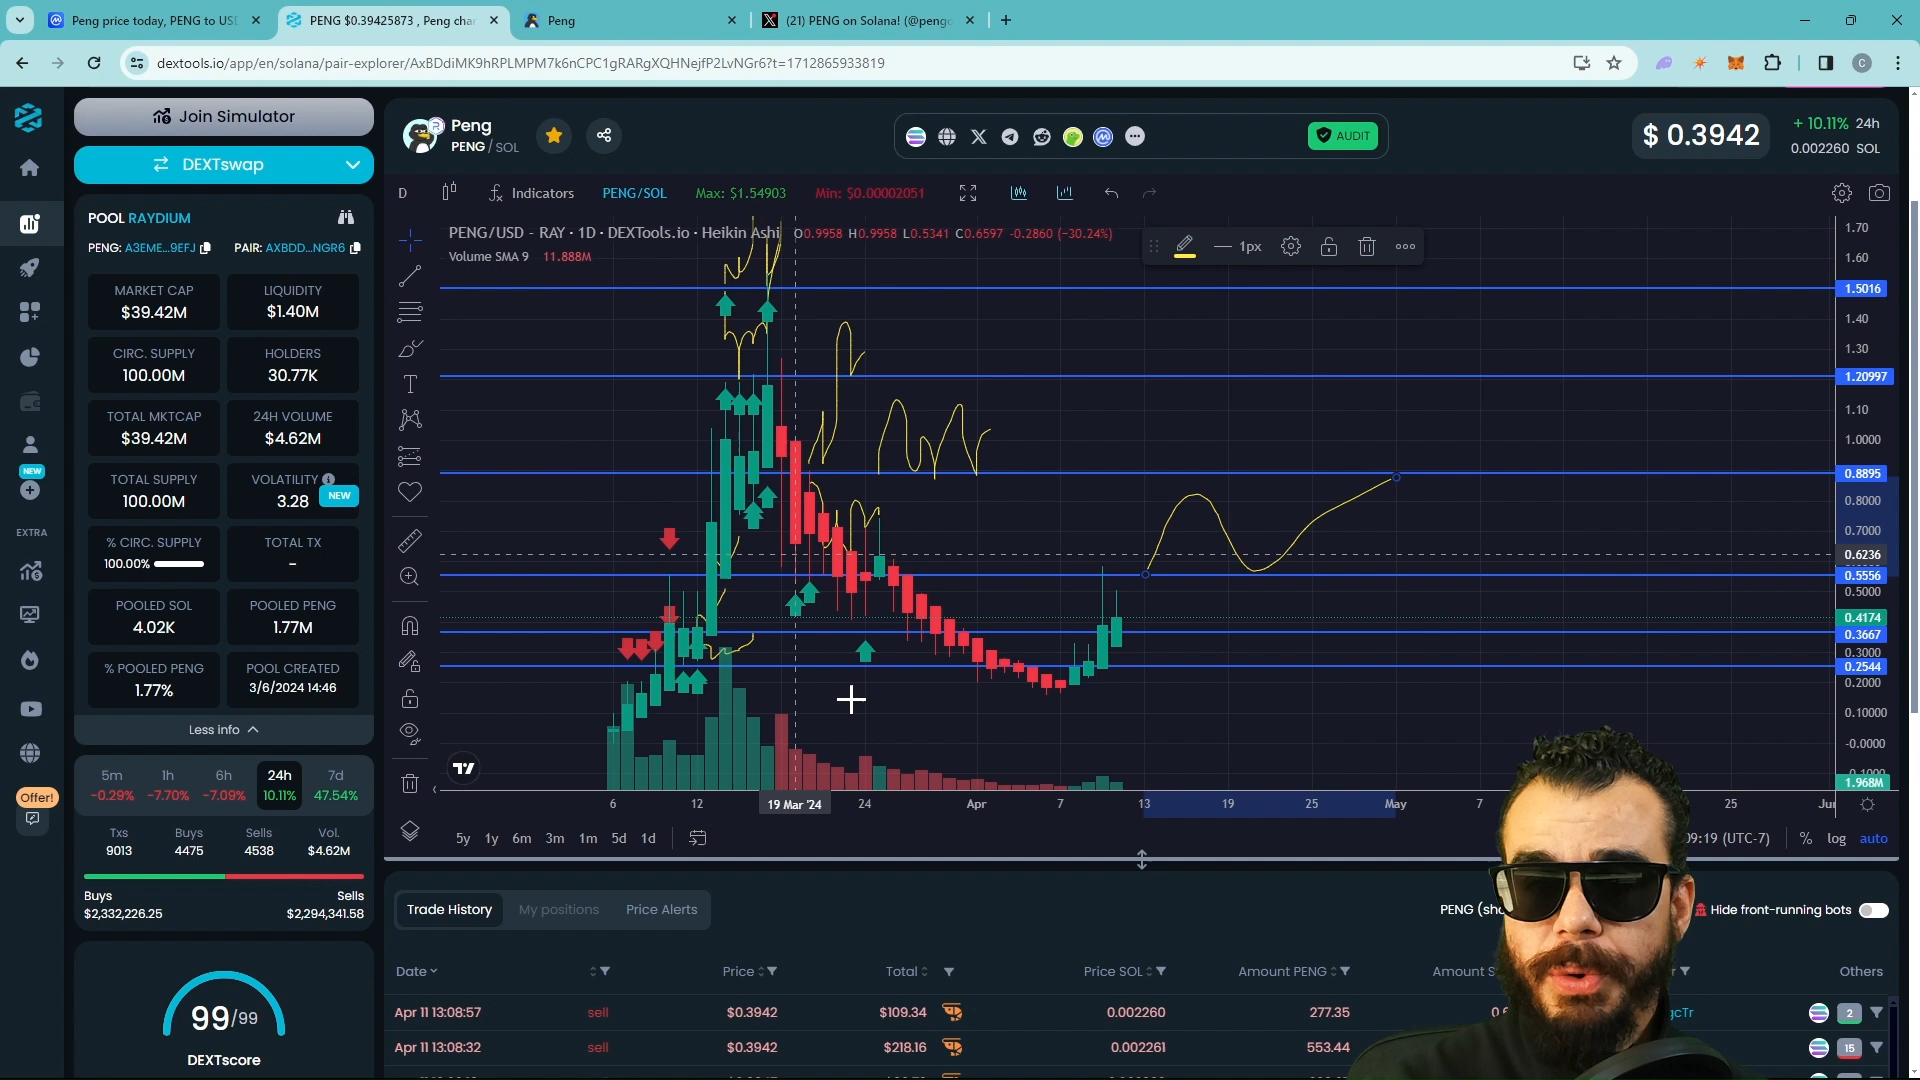 Peng price today, PENG to USD
PENG $0.39425873 , Peng char
Peng
(21) PENG on Solana! (@pengo
dextools.io/app/en/solana/pair-explorer/AxBDdiMK9hRPLMPM7k6nCPC1gRARgXQHNejfP2LvNGr6?t=1712865933819
C
Join Simulator
DEXTswap
POOL RAYDIUM
PENG: A3EME...9EFJ PAIR: AXBDD...NGR6
MARKET CAP
$39.42M
LIQUIDITY
$1.40M
CIRC. SUPPLY
100.00M
HOLDERS
30.77K
TOTAL MKTCAP
$39.42M
24H VOLUME
$4.62M
TOTAL SUPPLY
100.00M
VOLATILITY
3.28 NEW
% CIRC. SUPPLY
100.00%
TOTAL TX
-
POOLED SOL
4.02K
POOLED PENG
1.77M
% POOLED PENG
1.77%
POOL CREATED
3/6/2024 14:46
Less info
5m 1h 6h 24h 7d
-0.29% -7.70% -7.09% 10.11% 47.54%
Txs Buys Sells Vol.
9013 4475 4538 $4.62M
Buys Sells
$2,332,226.25 $2,294,341.58
99/99
DEXTscore
NEW
EXTRA
Offer!
Peng
PENG / SOL
AUDIT
$ 0.3942
+ 10.11% 24h
0.002260 SOL
D Indicators PENG/SOL Max: $1.54903 Min: $0.00002051
PENG/USD - RAY · 1D · DEXTools.io · Heikin Ashi O0.9958 H0.9958 L0.5341 C0.6597 -0.2860 (−30.24%)
Volume SMA 9 11.888M
1px
1.70
1.60
1.5016
1.40
1.30
1.20997
1.10
1.0000
0.8895
0.8000
0.7000
0.6236
0.5556
0.5000
0.4174
0.3667
0.3000
0.2544
0.2000
0.10000
-0.0000
-0.1000
1.968M
6 12 19 Mar '24 24 Apr 7 13 19 25 May 7 25 Jun
5y 1y 6m 3m 1m 5d 1d
09:19 (UTC-7) % log auto
Trade History My positions Price Alerts
PENG (sho
Hide front-running bots
Date Price Total Price SOL Amount PENG Amount S Others
Apr 11 13:08:57 sell $0.3942 $109.34 0.002260 277.35 gcTr 2
Apr 11 13:08:32 sell $0.3942 $218.16 0.002261 553.44 15